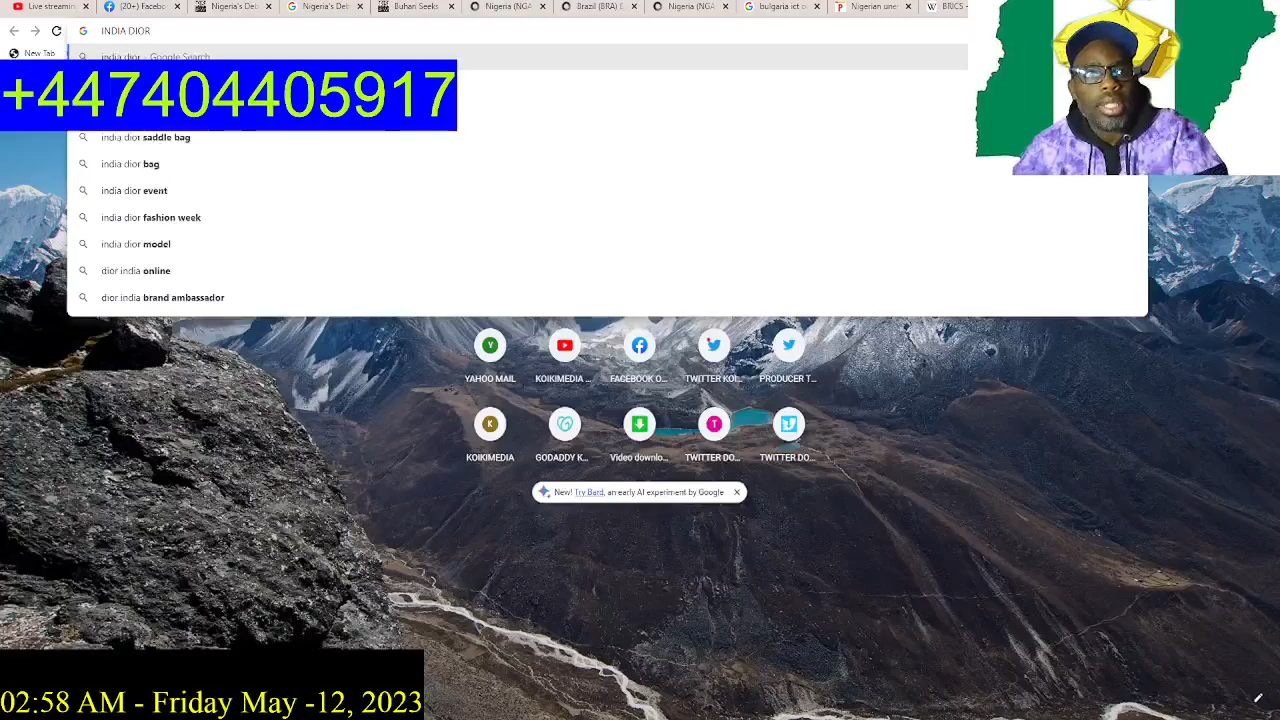 Live streamin
(20+) Facebo
Nigeria's Deb
Nigeria's Deb
Buhari Seeks
Nigeria (NGA
Brazil (BRA) E
Nigeria (NGA
bulgaria ict o
Nigerian une
BRICS -
INDIA DIOR
New Tab
india dior - Google Search
+447404405917
india dior saddle bag
india dior bag
india dior event
india dior fashion week
india dior model
dior india online
dior india brand ambassador
YAHOO MAIL
KOIKIMEDIA ...
FACEBOOK O...
TWITTER KOI...
PRODUCER T...
KOIKIMEDIA
GODADDY K...
Video downlo...
TWITTER DO...
TWITTER DO...
New! Try Bard, an early AI experiment by Google
02:58 AM - Friday May -12, 2023